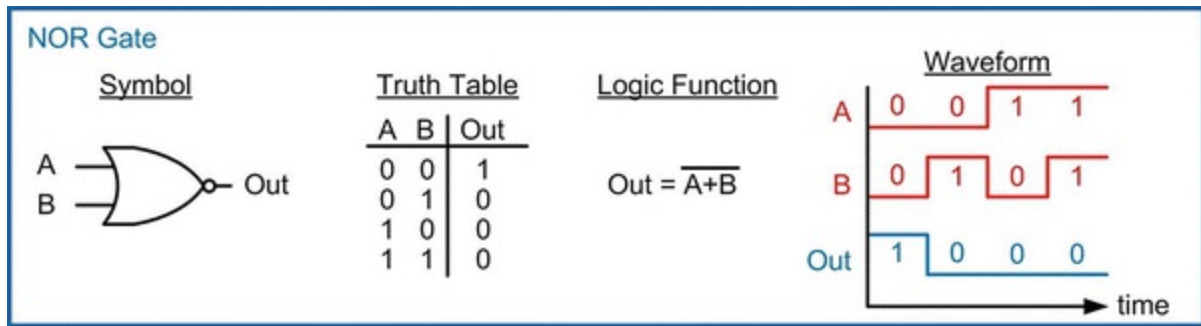 NOR Gate
Symbol
A
B
Out
Truth Table
A B Out
0 0 1
0 1 0
1 0 0
1 1 0
Logic Function
Out = A+B
Waveform
A 0 0 1 1
B 0 1 0 1
Out 1 0 0 0
time